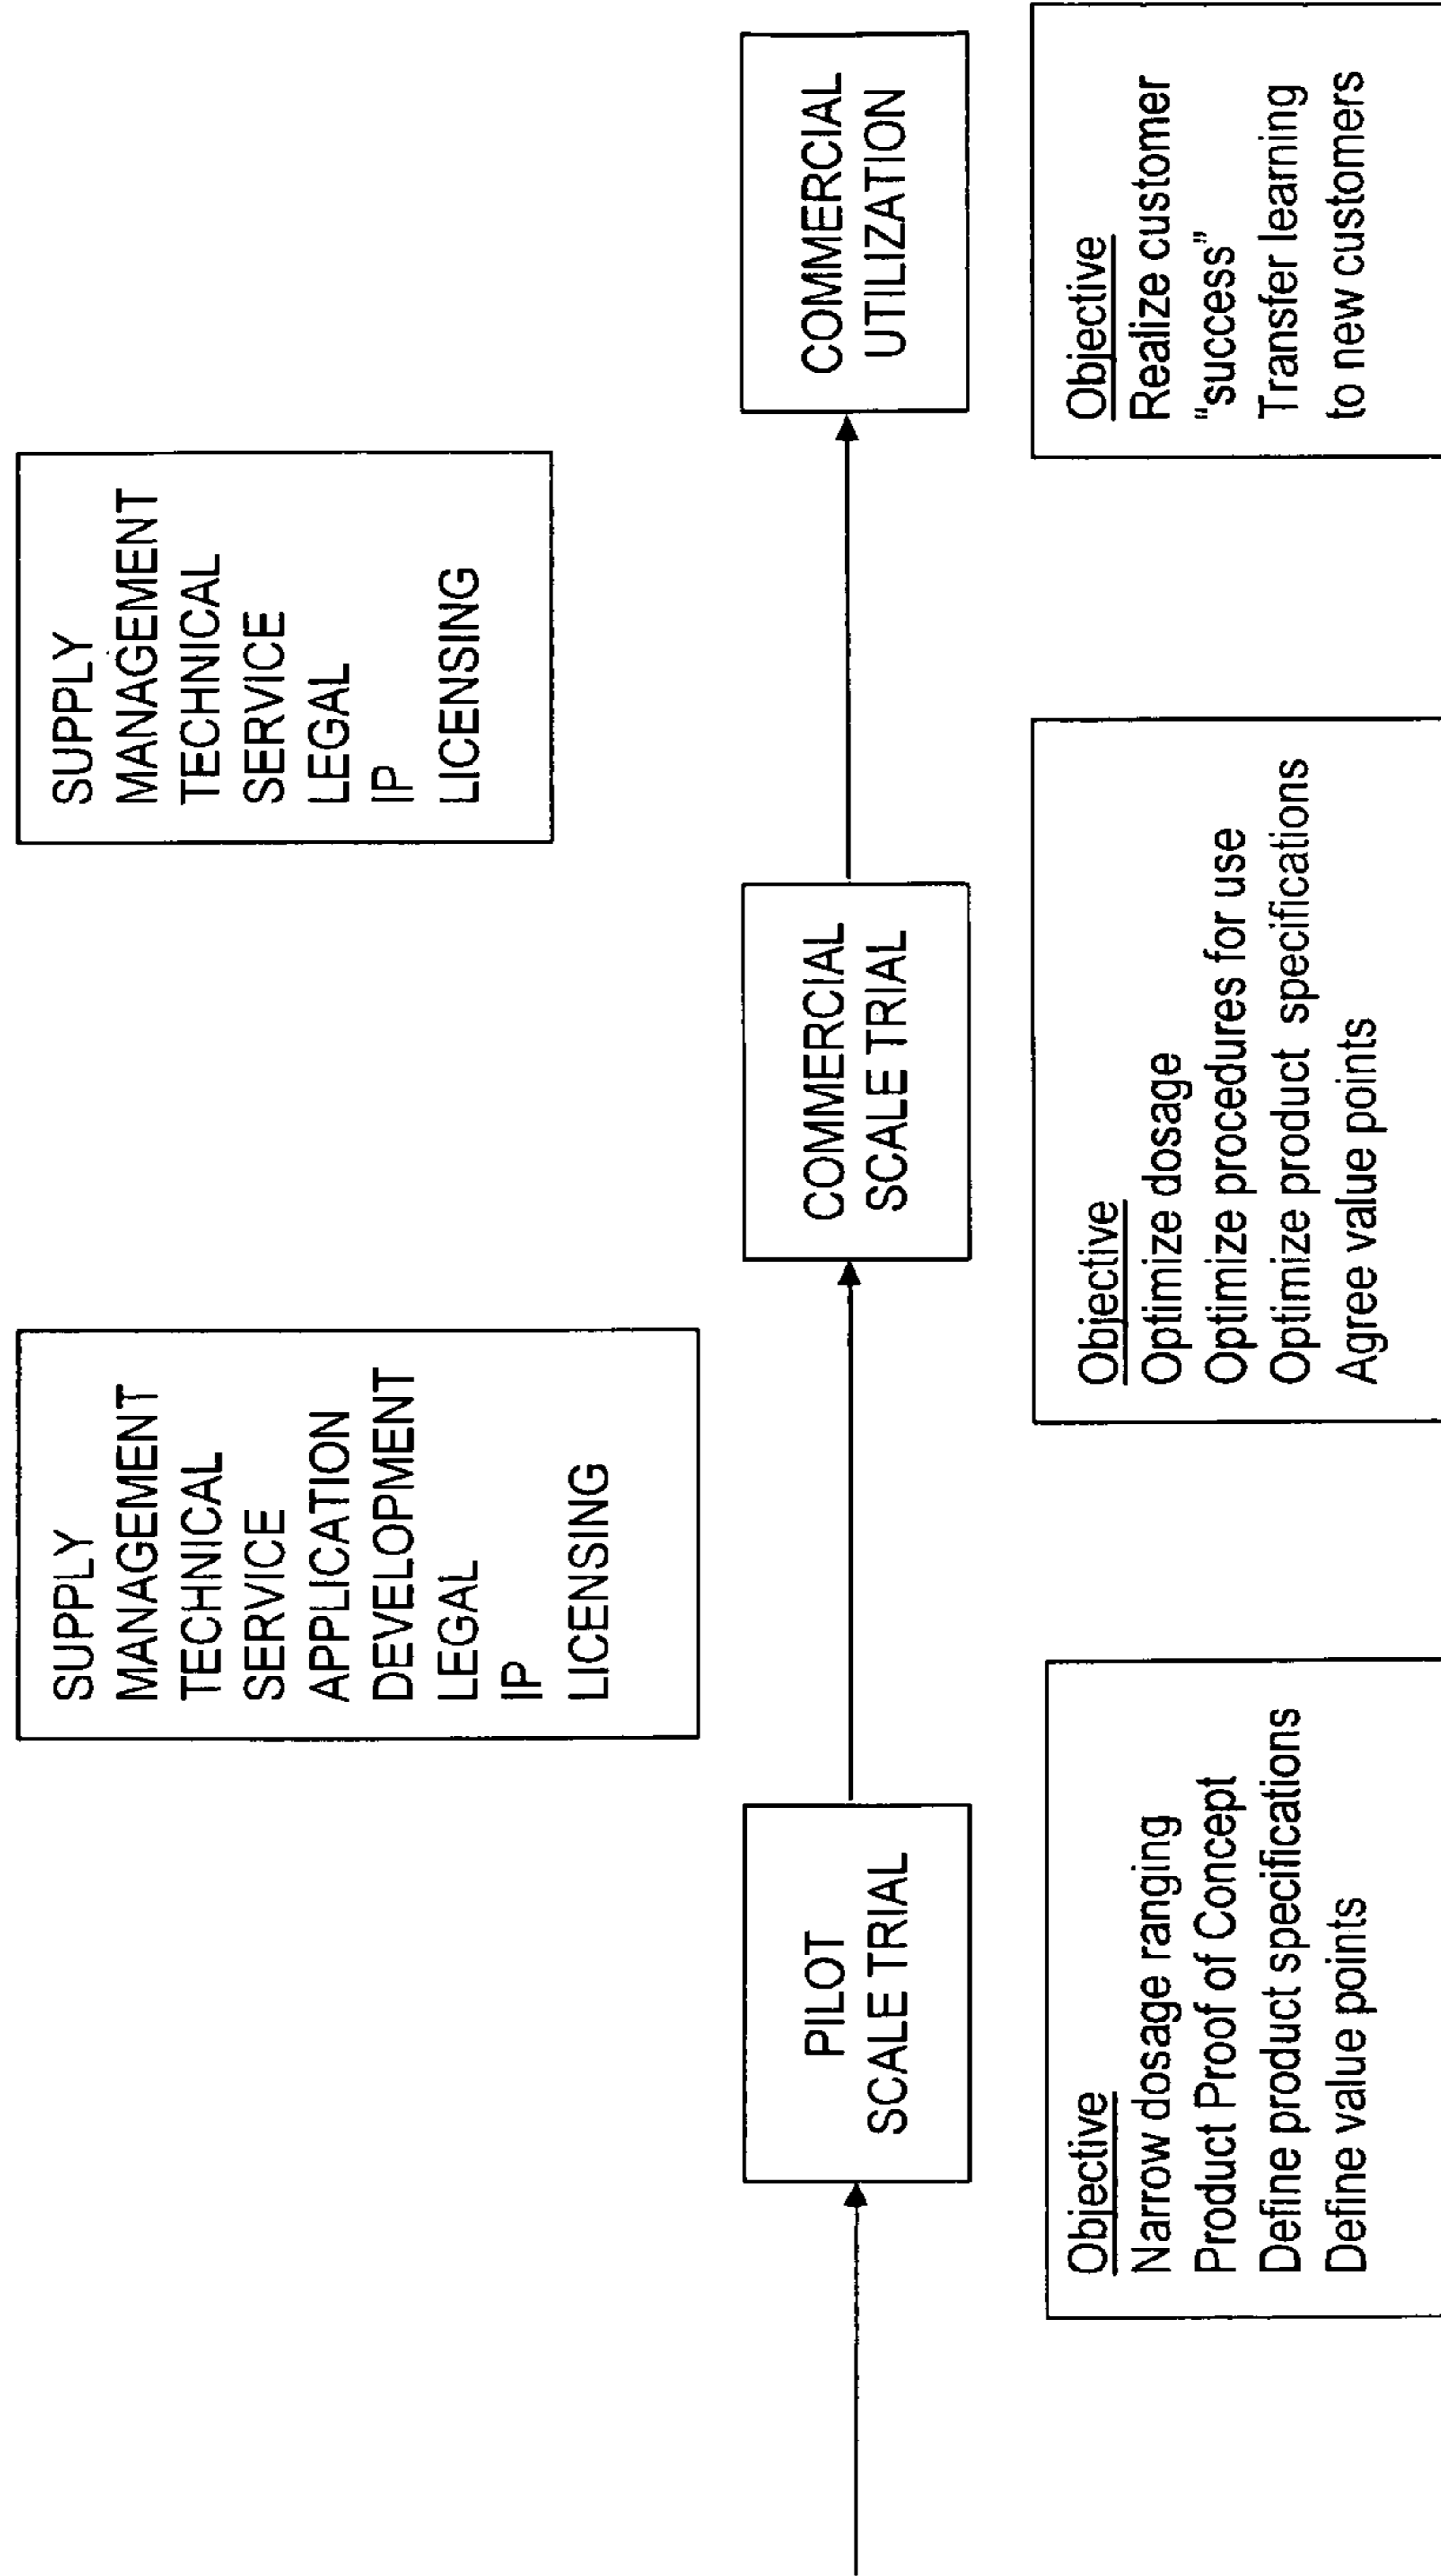 SUPPLY
MANAGEMENT
TECHNICAL
SERVICE
APPLICATION
DEVELOPMENT
LEGAL
IP
LICENSING
SUPPLY
MANAGEMENT
TECHNICAL
SERVICE
LEGAL
IP
LICENSING
PILOT
SCALE TRIAL
COMMERCIAL
SCALE TRIAL
COMMERCIAL
UTILIZATION
Objective
Narrow dosage ranging
Product Proof of Concept
Define product specifications
Define value points
Objective
Optimize dosage
Optimize procedures for use
Optimize product specifications
Agree value points
Objective
Realize customer
"success"
Transfer learning
to new customers